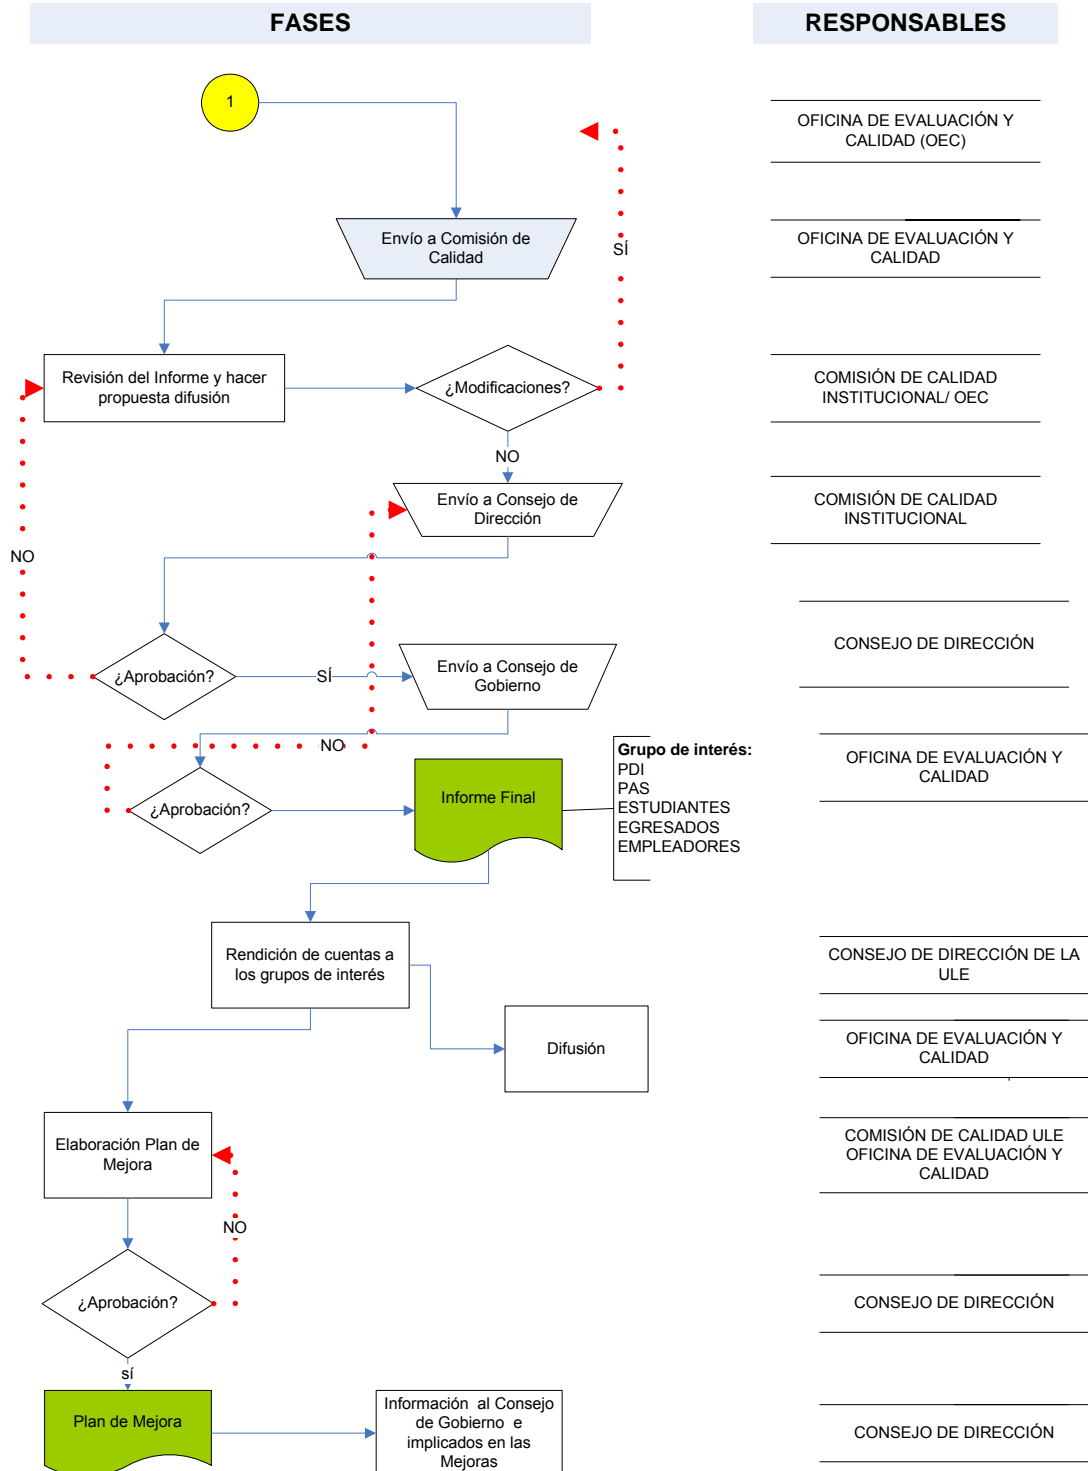 FASES
RESPONSABLES
1
OFICINA DE EVALUACIÓN Y
CALIDAD (OEC)
Envío a Comisión de
Calidad
SÍ
OFICINA DE EVALUACIÓN Y
CALIDAD
Revisión del Informe y hacer
propuesta difusión
¿Modificaciones?
COMISIÓN DE CALIDAD
INSTITUCIONAL/ OEC
NO
Envío a Consejo de
Dirección
COMISIÓN DE CALIDAD
INSTITUCIONAL
NO
¿Aprobación?
SÍ
Envío a Consejo de
Gobierno
CONSEJO DE DIRECCIÓN
NO
¿Aprobación?
Informe Final
Grupo de interés:
PDI
PAS
ESTUDIANTES
EGRESADOS
EMPLEADORES
OFICINA DE EVALUACIÓN Y
CALIDAD
Rendición de cuentas a
los grupos de interés
CONSEJO DE DIRECCIÓN DE LA
ULE
Difusión
OFICINA DE EVALUACIÓN Y
CALIDAD
Elaboración Plan de
Mejora
COMISIÓN DE CALIDAD ULE
OFICINA DE EVALUACIÓN Y
CALIDAD
NO
¿Aprobación?
CONSEJO DE DIRECCIÓN
sí
Plan de Mejora
Información al Consejo
de Gobierno e
implicados en las
Mejoras
CONSEJO DE DIRECCIÓN